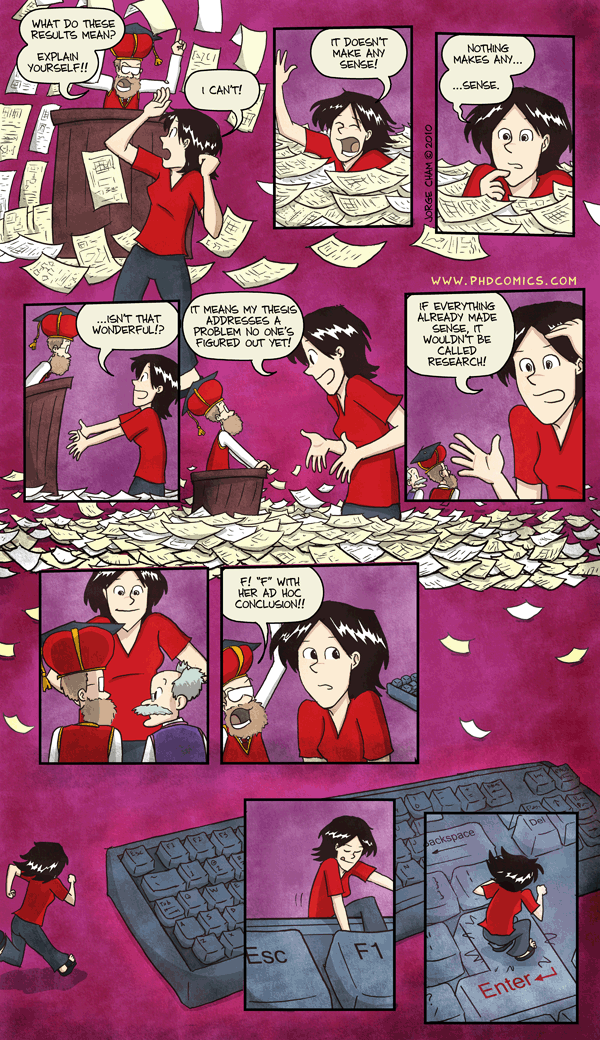 WHAT DO THESE
RESULTS MEAN?
EXPLAIN
YOURSELF!!
I CAN'T!
IT DOESN'T
MAKE ANY
SENSE!
NOTHING
MAKES ANY...
...SENSE.
JORGE CHAM © 2010
WWW.PHDCOMICS.COM
...ISN'T THAT
WONDERFUL!?
IT MEANS MY THESIS
ADDRESSES A
PROBLEM NO ONE'S
FIGURED OUT YET!
IF EVERYTHING
ALREADY MADE
SENSE, IT
WOULDN'T BE
CALLED
RESEARCH!
F! "F" WITH
HER AD HOC
CONCLUSION!!
Backspace
Del
Esc
F1
Enter